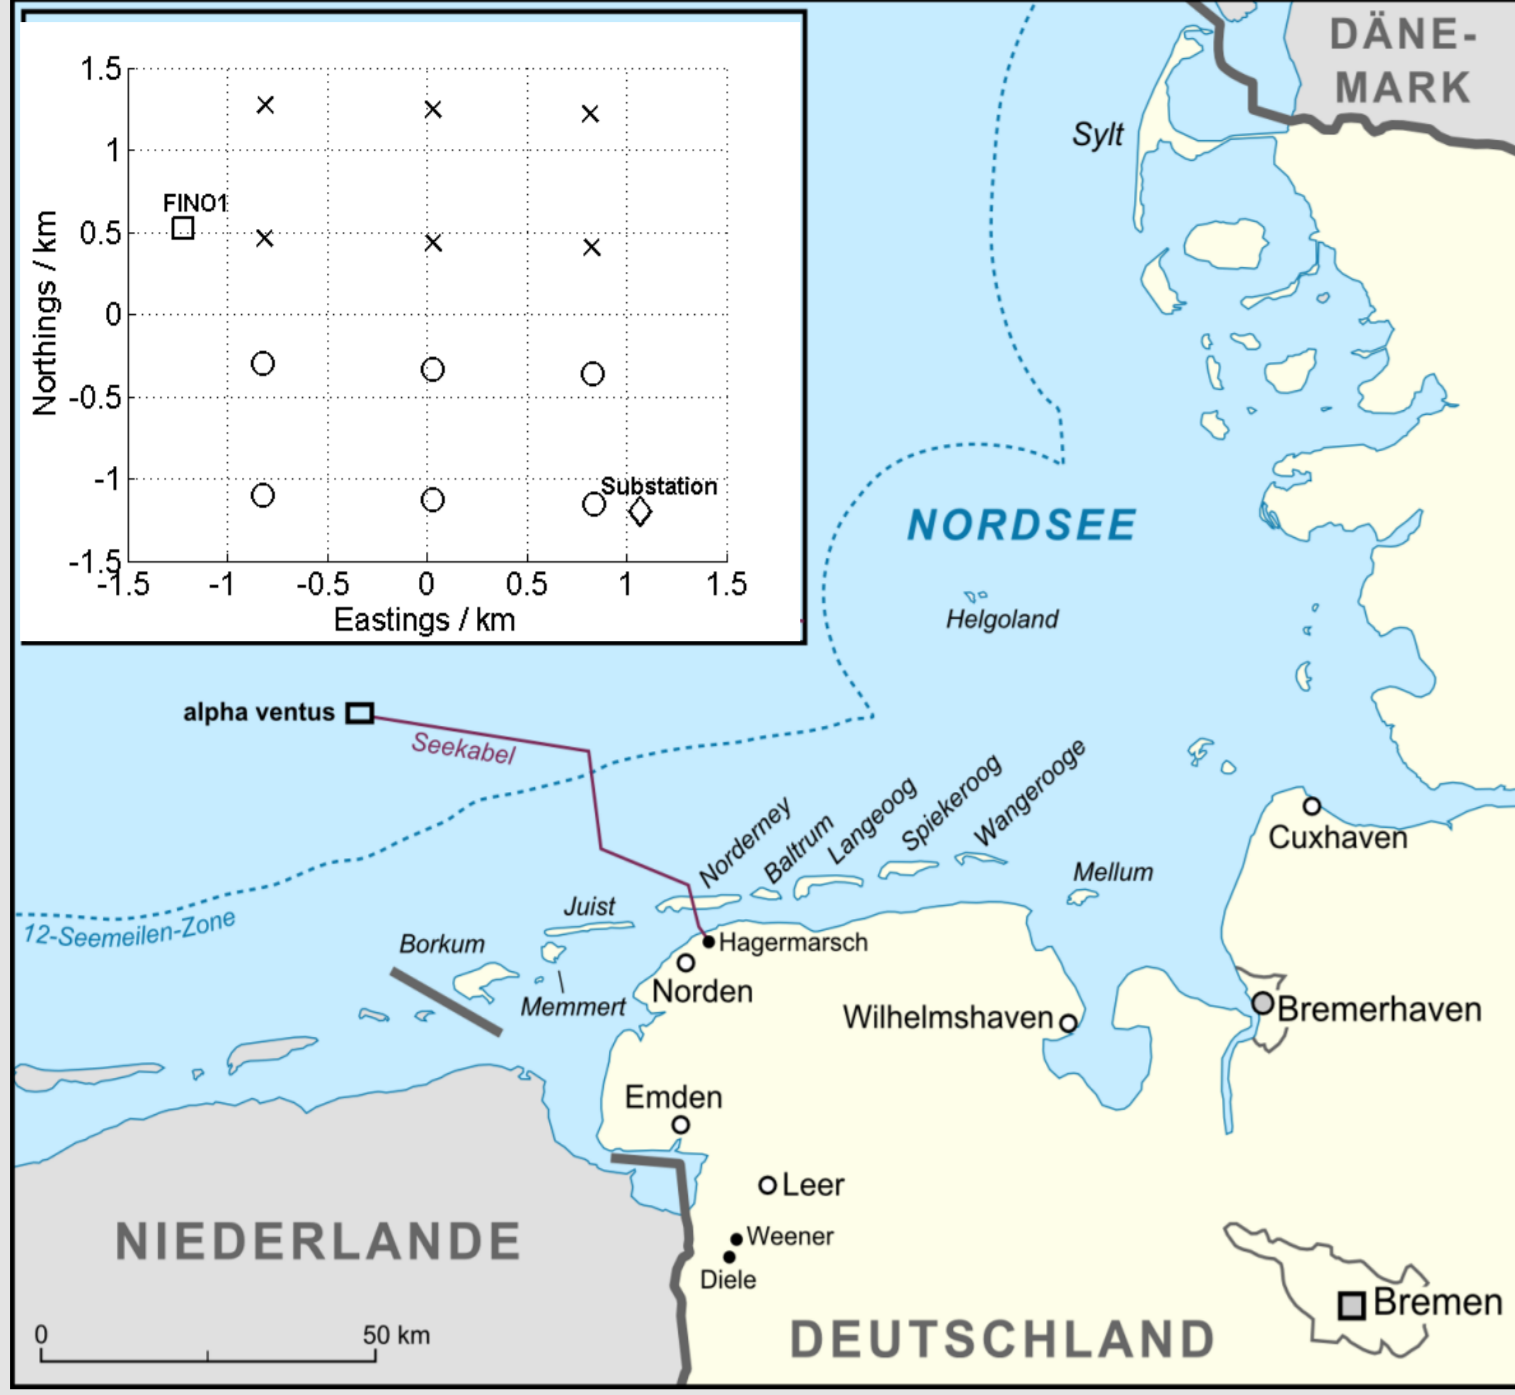 1.5
1
0.5
0
-0.5
-1
-1.5
-1.5
-1
-0.5
0
0.5
1
1.5
Northings / km
Eastings / km
FINO1
Substation
DÄNE-
MARK
Sylt
NORDSEE
Helgoland
alpha ventus
Seekabel
12-Seemeilen-Zone
Norderney
Baltrum
Langeoog
Spiekeroog
Wangerooge
Mellum
Cuxhaven
Juist
Borkum
Memmert
Hagermarsch
Norden
Wilhelmshaven
Bremerhaven
Emden
Leer
Weener
Diele
NIEDERLANDE
DEUTSCHLAND
Bremen
0
50 km